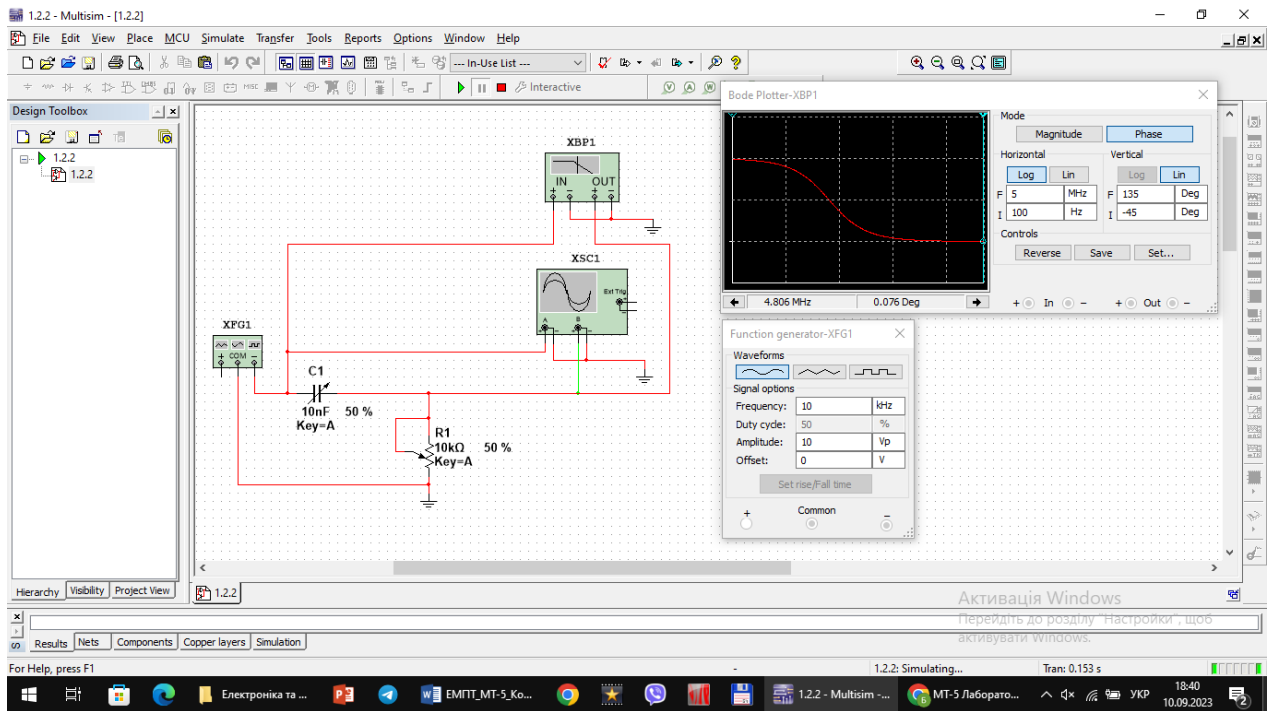 1.2.2 - Multisim - [1.2.2]
File Edit View Place MCU Simulate Transfer Tools Reports Options Window Help
--- In-Use List ---
Interactive
Design Toolbox
1.2.2
1.2.2
Hierarchy Visibility Project View
XBP1
IN OUT
XSC1
Ext Trig
A B
XFG1
COM
C1
10nF 50 %
Key=A
R1
10kΩ 50 %
Key=A
Bode Plotter-XBP1
Mode
Magnitude Phase
Horizontal Vertical
Log Lin Log Lin
F 5 MHz F 135 Deg
I 100 Hz I -45 Deg
Controls
Reverse Save Set...
4.806 MHz 0.076 Deg
+ In - + Out -
Function generator-XFG1
Waveforms
Signal options
Frequency: 10 kHz
Duty cycle: 50 %
Amplitude: 10 Vp
Offset: 0 V
Set rise/Fall time
+ Common -
1.2.2
Активація Windows
Перейдіть до розділу "Настройки", щоб
активувати Windows.
Results Nets Components Copper layers Simulation
For Help, press F1 - 1.2.2: Simulating... Tran: 0.153 s
Електроніка та ... ЕМПТ_МТ-5_Ко... 1.2.2 - Multisim -... МТ-5 Лаборато... УКР 18:40
10.09.2023